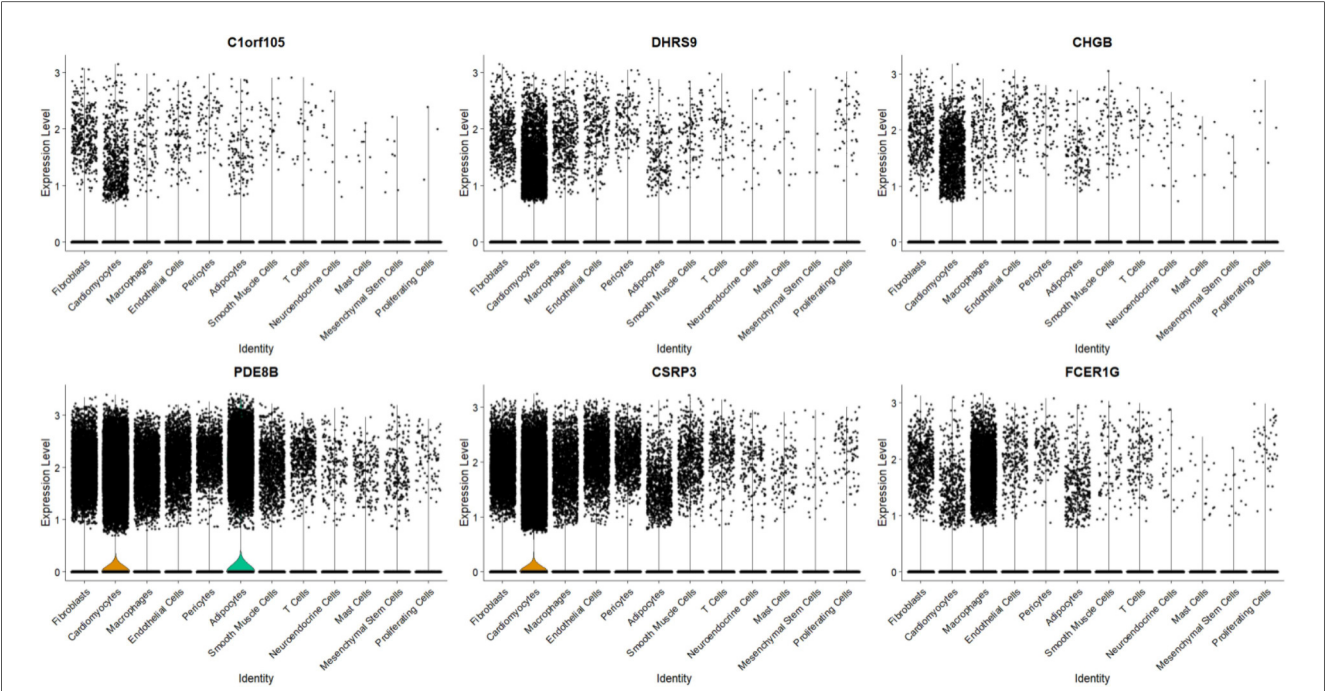 C1orf105
Expression Level
3
2
1
0
Fibroblasts
Cardiomyocytes
Macrophages
Endothelial Cells
Pericytes
Adipocytes
Smooth Muscle Cells
T Cells
Neuroendocrine Cells
Mast Cells
Mesenchymal Stem Cells
Proliferating Cells
Identity
DHRS9
Expression Level
3
2
1
0
Fibroblasts
Cardiomyocytes
Macrophages
Endothelial Cells
Pericytes
Adipocytes
Smooth Muscle Cells
T Cells
Neuroendocrine Cells
Mast Cells
Mesenchymal Stem Cells
Proliferating Cells
Identity
CHGB
Expression Level
3
2
1
0
Fibroblasts
Cardiomyocytes
Macrophages
Endothelial Cells
Pericytes
Adipocytes
Smooth Muscle Cells
T Cells
Neuroendocrine Cells
Mast Cells
Mesenchymal Stem Cells
Proliferating Cells
Identity
PDE8B
Expression Level
3
2
1
0
Fibroblasts
Cardiomyocytes
Macrophages
Endothelial Cells
Pericytes
Adipocytes
Smooth Muscle Cells
T Cells
Neuroendocrine Cells
Mast Cells
Mesenchymal Stem Cells
Proliferating Cells
Identity
CSRP3
Expression Level
3
2
1
0
Fibroblasts
Cardiomyocytes
Macrophages
Endothelial Cells
Pericytes
Adipocytes
Smooth Muscle Cells
T Cells
Neuroendocrine Cells
Mast Cells
Mesenchymal Stem Cells
Proliferating Cells
Identity
FCER1G
Expression Level
3
2
1
0
Fibroblasts
Cardiomyocytes
Macrophages
Endothelial Cells
Pericytes
Adipocytes
Smooth Muscle Cells
T Cells
Neuroendocrine Cells
Mast Cells
Mesenchymal Stem Cells
Proliferating Cells
Identity